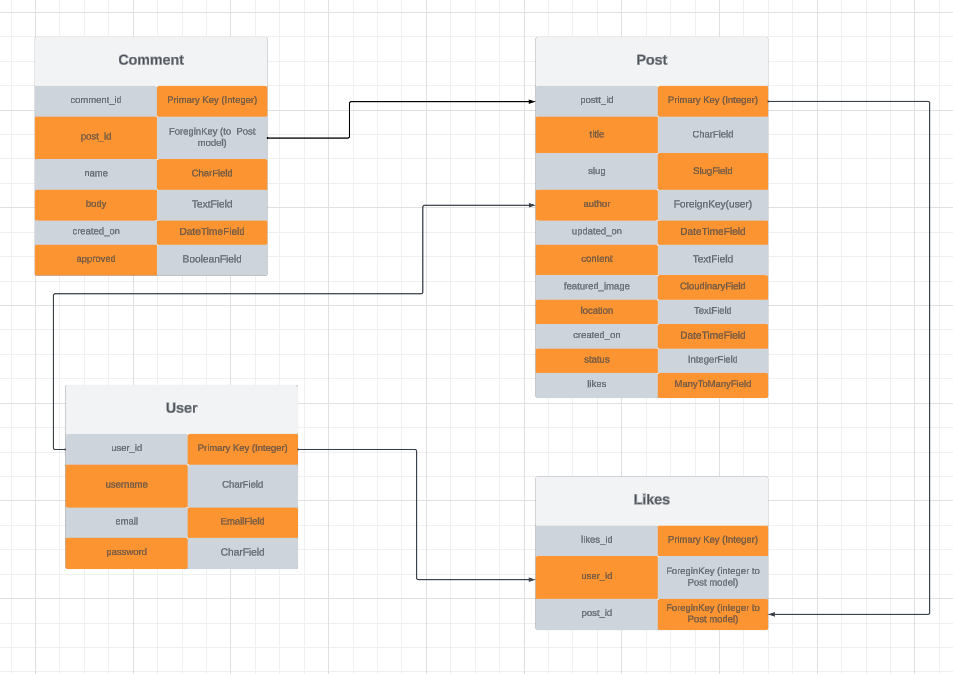 Comment
comment_id Primary Key (Integer)
post_id ForeginKey (to Post
model)
name CharField
body TextField
created_on DateTimeField
approved BooleanField
Post
postt_id Primary Key (Integer)
title CharField
slug SlugField
author ForeignKey(user)
updated_on DateTimeField
content TextField
featured_image CloudinaryField
location TextField
created_on DateTimeField
status IntegerField
likes ManyToManyField
User
user_id Primary Key (Integer)
username CharField
email EmailField
password CharField
Likes
likes_id Primary Key (Integer)
user_id ForeginKey (integer to
Post model)
post_id ForeginKey (integer to
Post model)